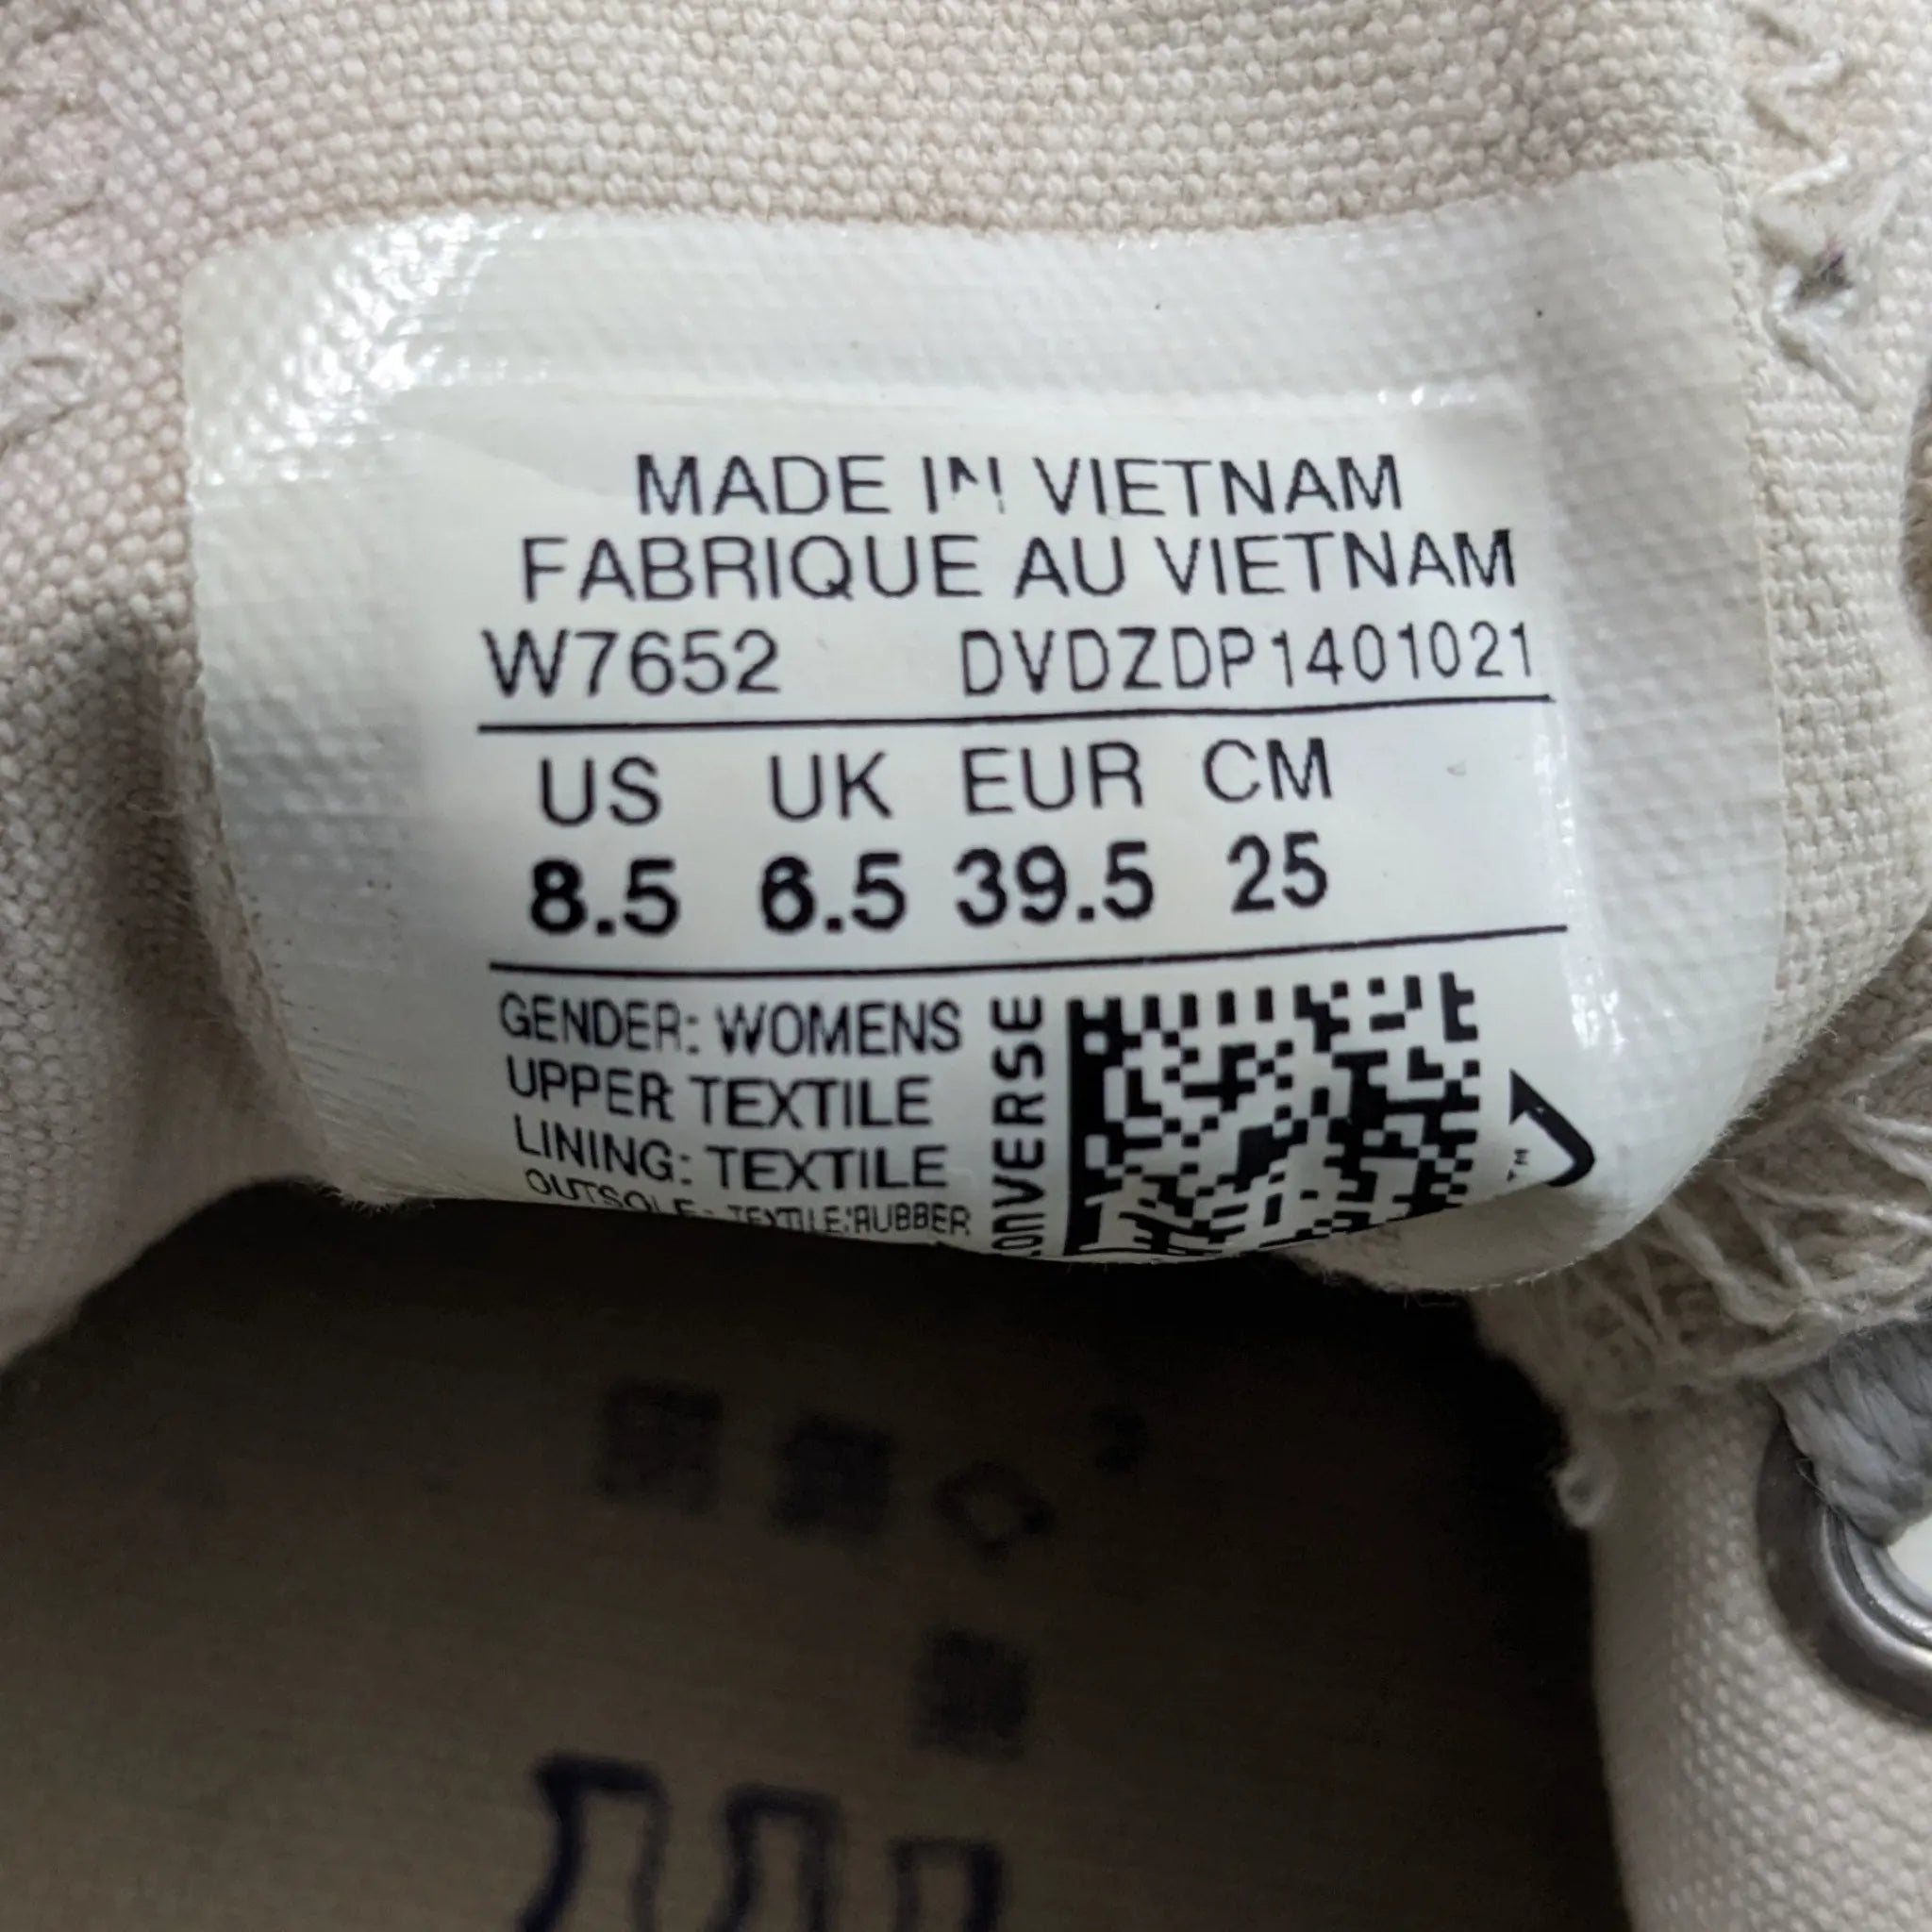 MADE IN VIETNAM
FABRIQUE AU VIETNAM
W7652 DVDZDP1401021
US UK EUR CM
8.5 6.5 39.5 25
GENDER: WOMENS
UPPER TEXTILE
LINING: TEXTILE
OUTSOLE: TEXTILE:RUBBER
CONVERSE
TM